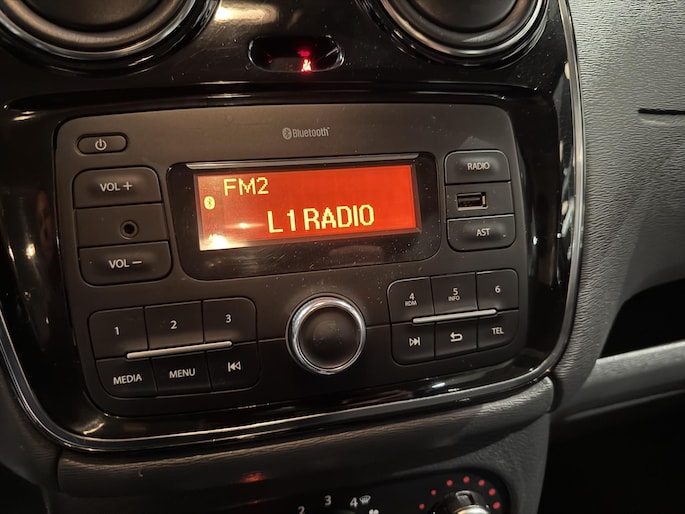 Bluetooth
VOL +
RADIO
FM2
L1 RADIO
VOL −
AST
1
2
3
4
RDM
5
INFO
6
MEDIA
MENU
TEL
2
3
4